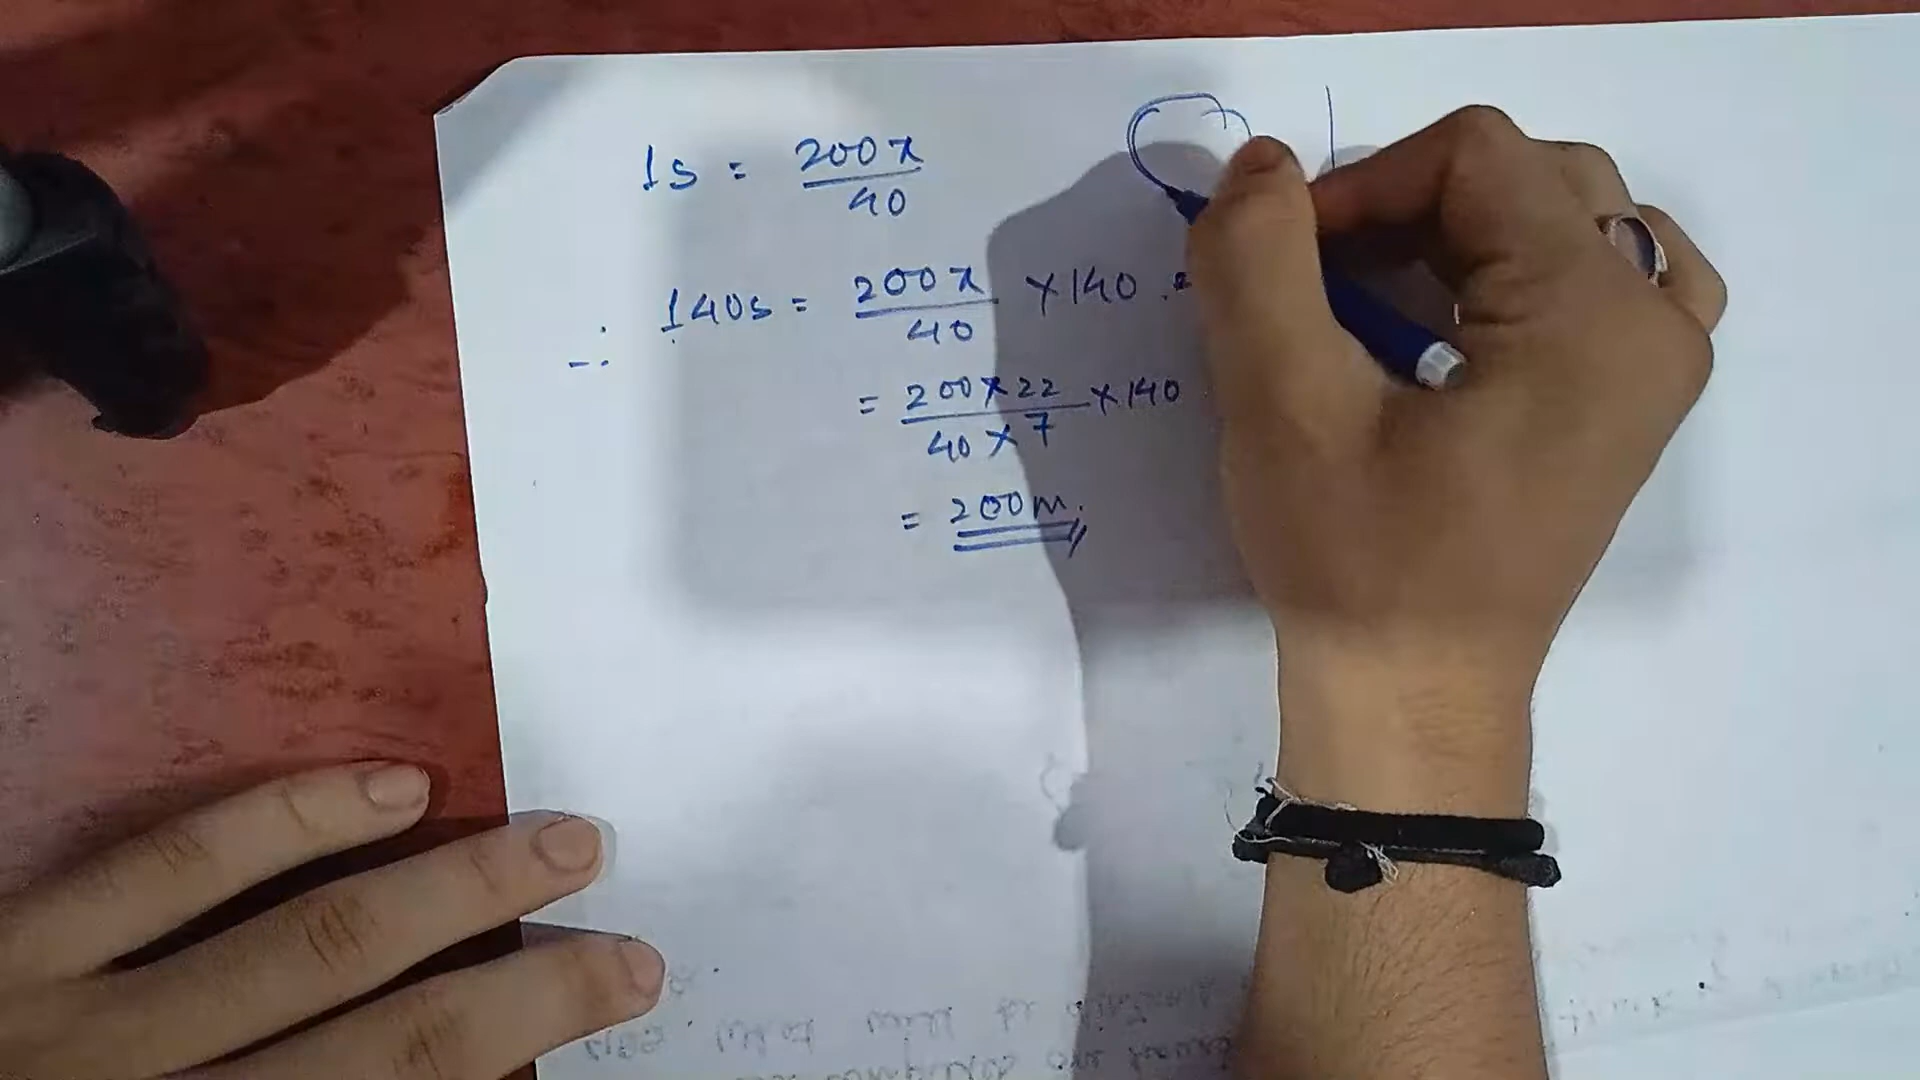 1s = 200π/40
∴ 140s = 200π/40 × 140 =
= 200×22/40×7 ×140
= 200m.